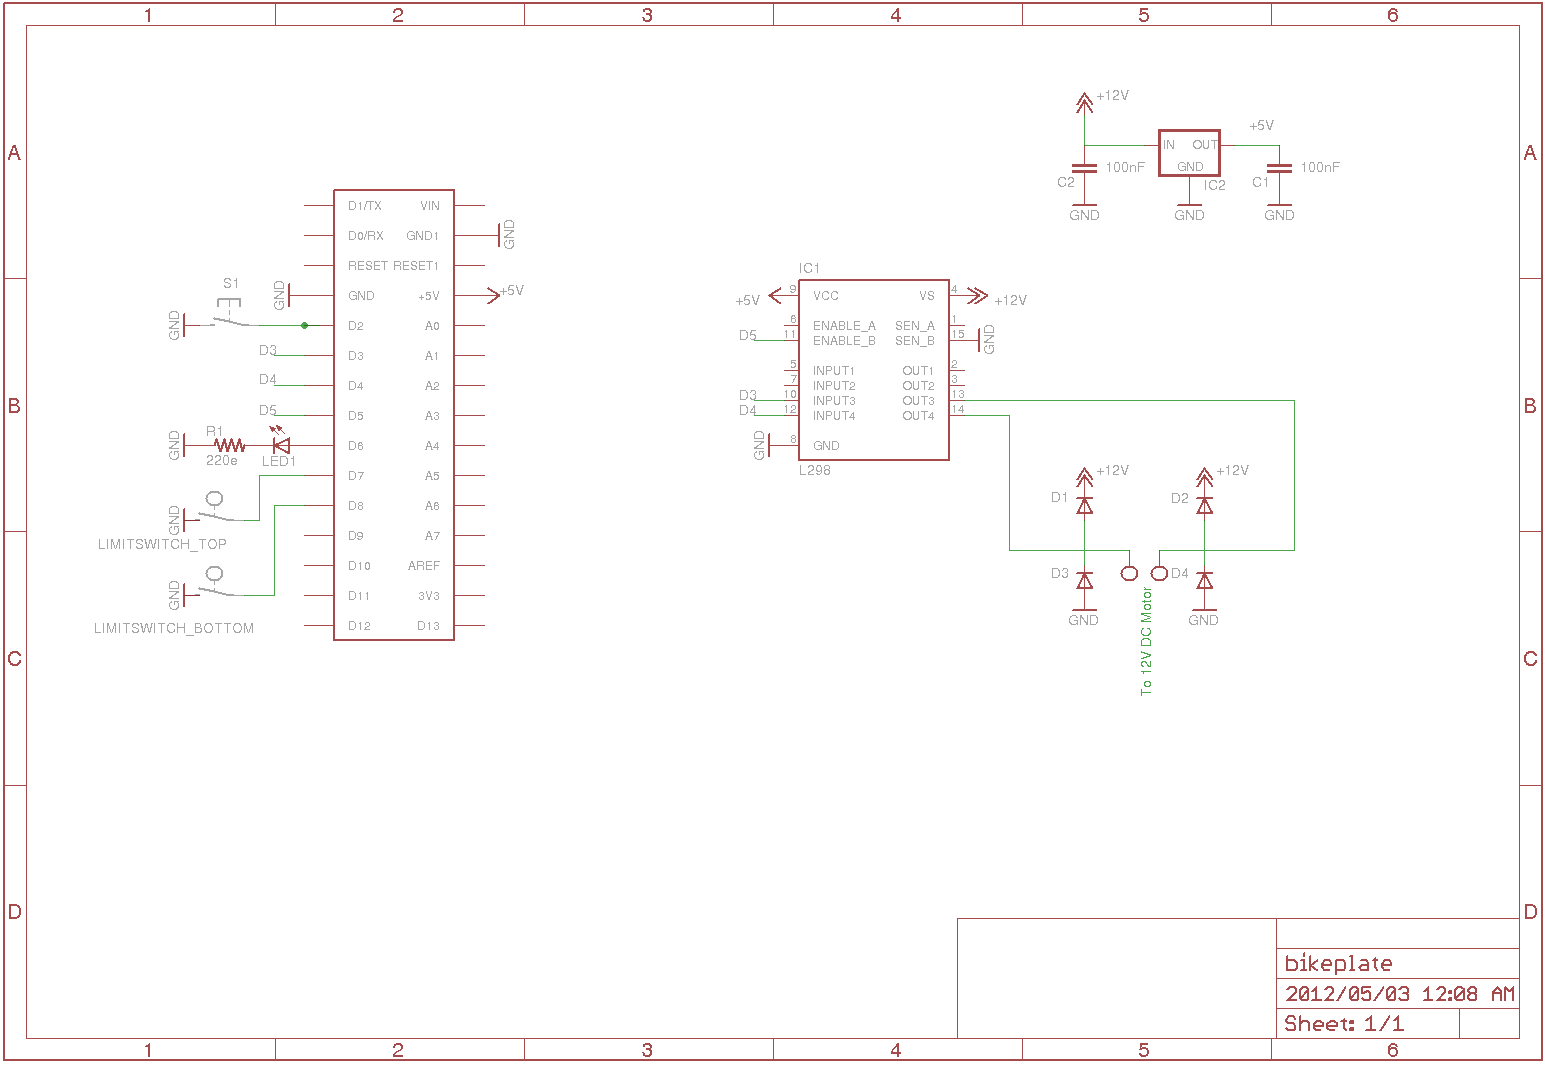 1 2 3 4 5 6
A A
B B
C C
D D
+12V
+5V
IN OUT
GND
100nF
C2
IC2
C1
100nF
GND
GND
GND
D1/TX VIN
D0/RX GND1
RESET RESET1
GND +5V
D2 A0
D3 A1
D4 A2
D5 A3
D6 A4
D7 A5
D8 A6
D9 A7
D10 AREF
D11 3V3
D12 D13
GND
+5V
GND
S1
GND
D3
D4
D5
R1
220e
LED1
GND
GND
LIMITSWITCH_TOP
GND
LIMITSWITCH_BOTTOM
IC1
+5V 9 VCC VS 4 +12V
6 ENABLE_A SEN_A 1
D5 11 ENABLE_B SEN_B 15 GND
5 INPUT1 OUT1 2
7 INPUT2 OUT2 3
D3 10 INPUT3 OUT3 13
D4 12 INPUT4 OUT4 14
GND 8 GND
L298
+12V +12V
D1 D2
D3 D4
GND GND
To 12V DC Motor
bikeplate
2012/05/03 12:08 AM
Sheet: 1/1
1 2 3 4 5 6